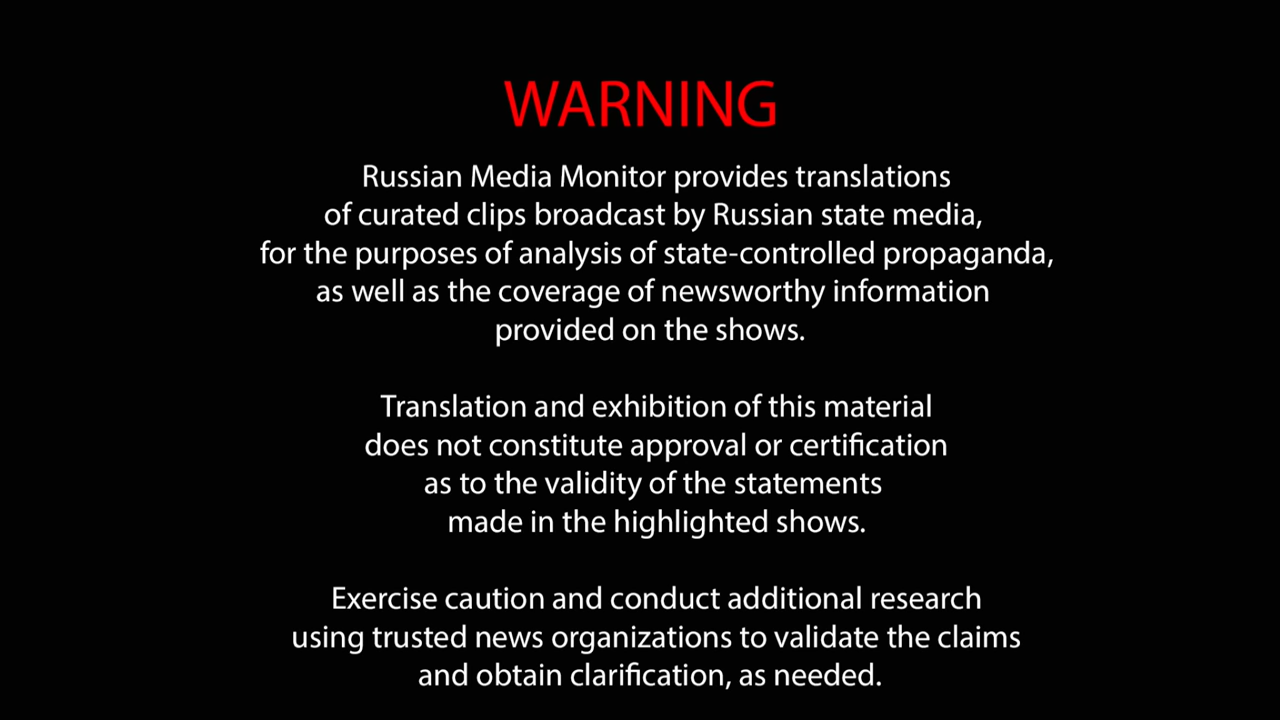 WARNING
Russian Media Monitor provides translations
of curated clips broadcast by Russian state media,
for the purposes of analysis of state-controlled propaganda,
as well as the coverage of newsworthy information
provided on the shows.
Translation and exhibition of this material
does not constitute approval or certification
as to the validity of the statements
made in the highlighted shows.
Exercise caution and conduct additional research
using trusted news organizations to validate the claims
and obtain clarification, as needed.